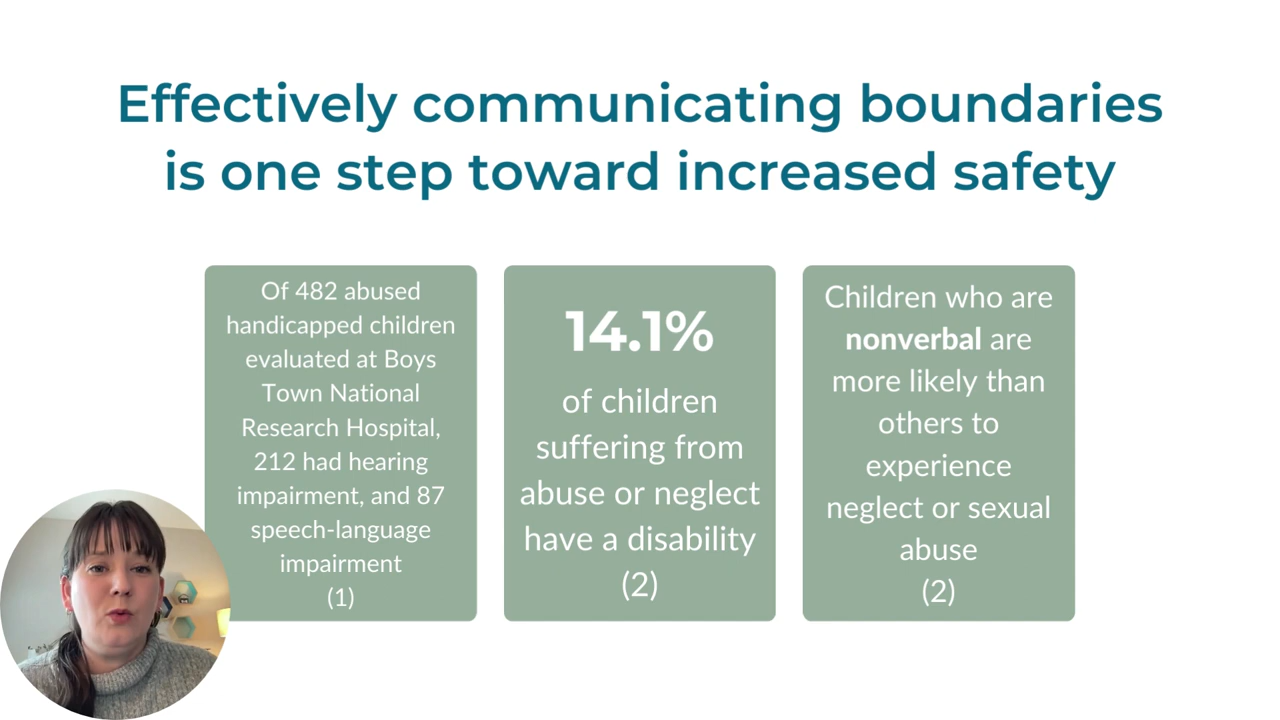 Effectively communicating boundaries
is one step toward increased safety
Of 482 abused
handicapped children
evaluated at Boys
Town National
Research Hospital,
212 had hearing
impairment, and 87
speech-language
impairment
(1)
14.1%
of children
suffering from
abuse or neglect
have a disability
(2)
Children who are
nonverbal are
more likely than
others to
experience
neglect or sexual
abuse
(2)